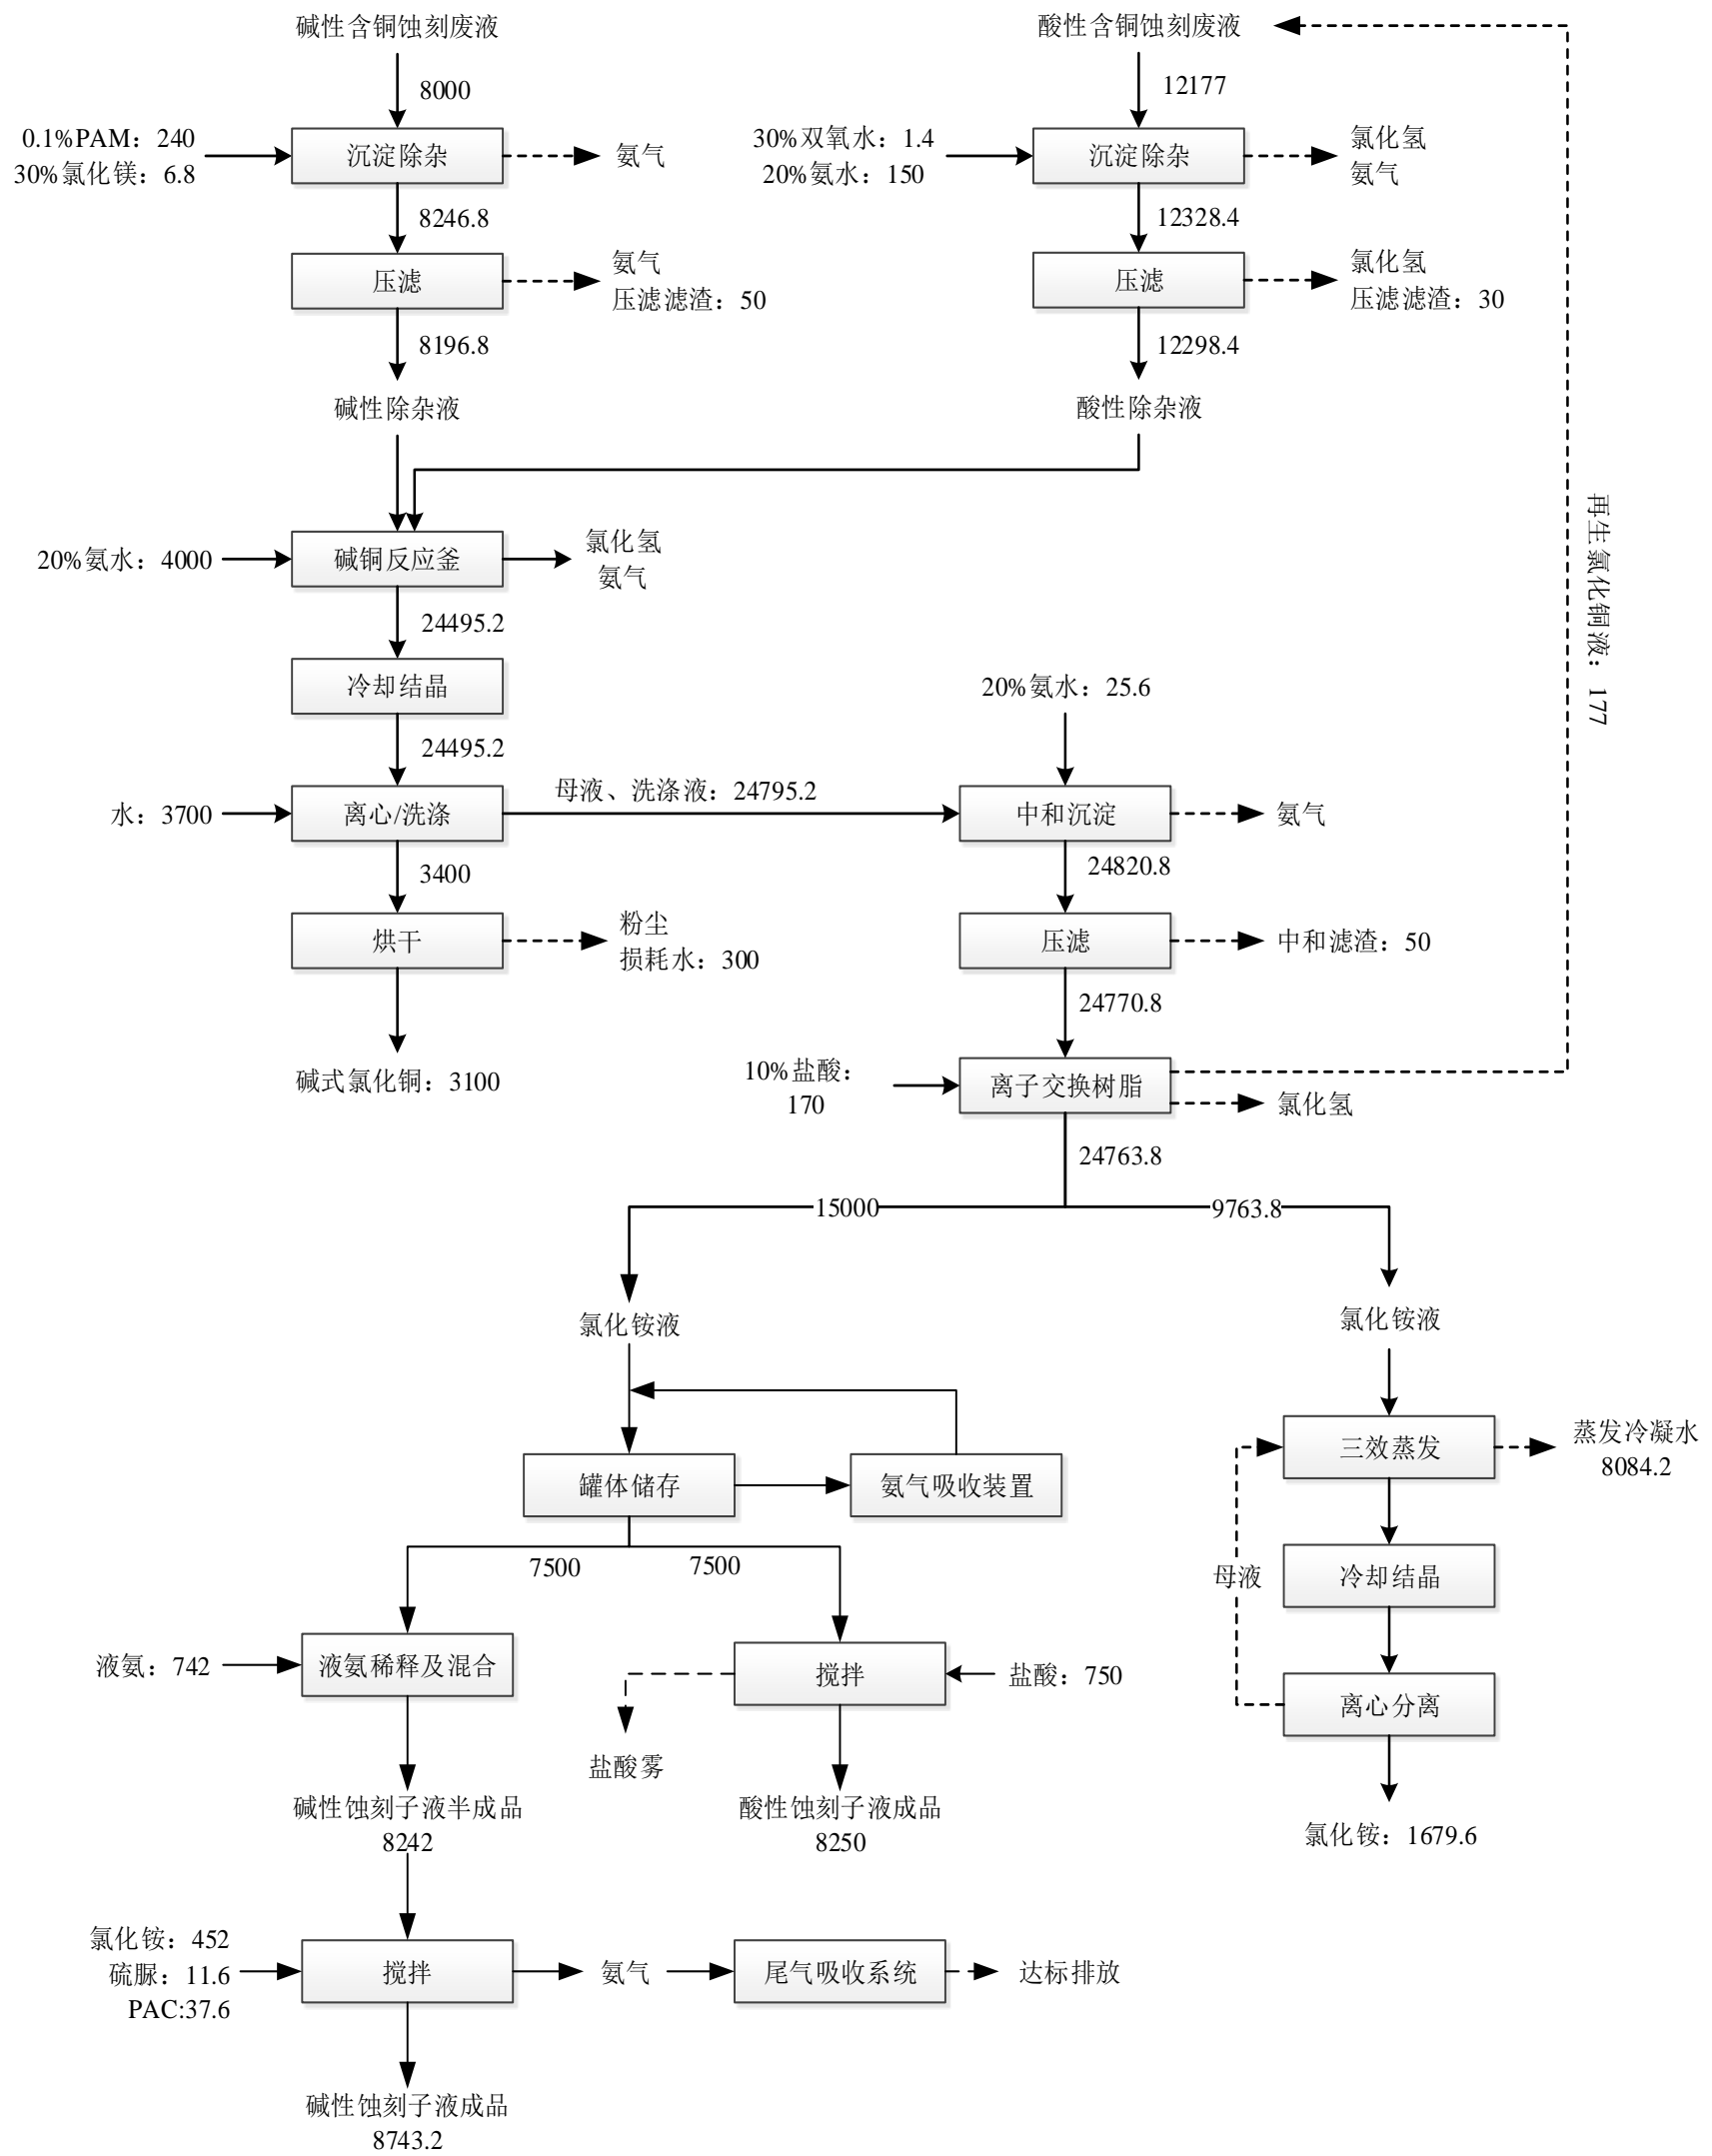 碱性含铜蚀刻废液
酸性含铜蚀刻废液
8000
12177
0.1%PAM：240
30%氯化镁：6.8
沉淀除杂
氨气
30%双氧水：1.4
20%氨水：150
沉淀除杂
氯化氢
氨气
8246.8
12328.4
压滤
氨气
压滤滤渣：50
压滤
氯化氢
压滤滤渣：30
8196.8
12298.4
碱性除杂液
酸性除杂液
再生氯化铜液：177
20%氨水：4000
碱铜反应釜
氯化氢
氨气
24495.2
冷却结晶
20%氨水：25.6
24495.2
水：3700
离心/洗涤
母液、洗涤液：24795.2
中和沉淀
氨气
3400
24820.8
烘干
粉尘
损耗水：300
压滤
中和滤渣：50
24770.8
碱式氯化铜：3100
10%盐酸：
170
离子交换树脂
氯化氢
24763.8
15000
9763.8
氯化铵液
氯化铵液
罐体储存
氨气吸收装置
三效蒸发
蒸发冷凝水
8084.2
7500
7500
母液
冷却结晶
液氨：742
液氨稀释及混合
搅拌
盐酸：750
离心分离
盐酸雾
碱性蚀刻子液半成品
8242
酸性蚀刻子液成品
8250
氯化铵：1679.6
氯化铵：452
硫脲：11.6
PAC:37.6
搅拌
氨气
尾气吸收系统
达标排放
碱性蚀刻子液成品
8743.2